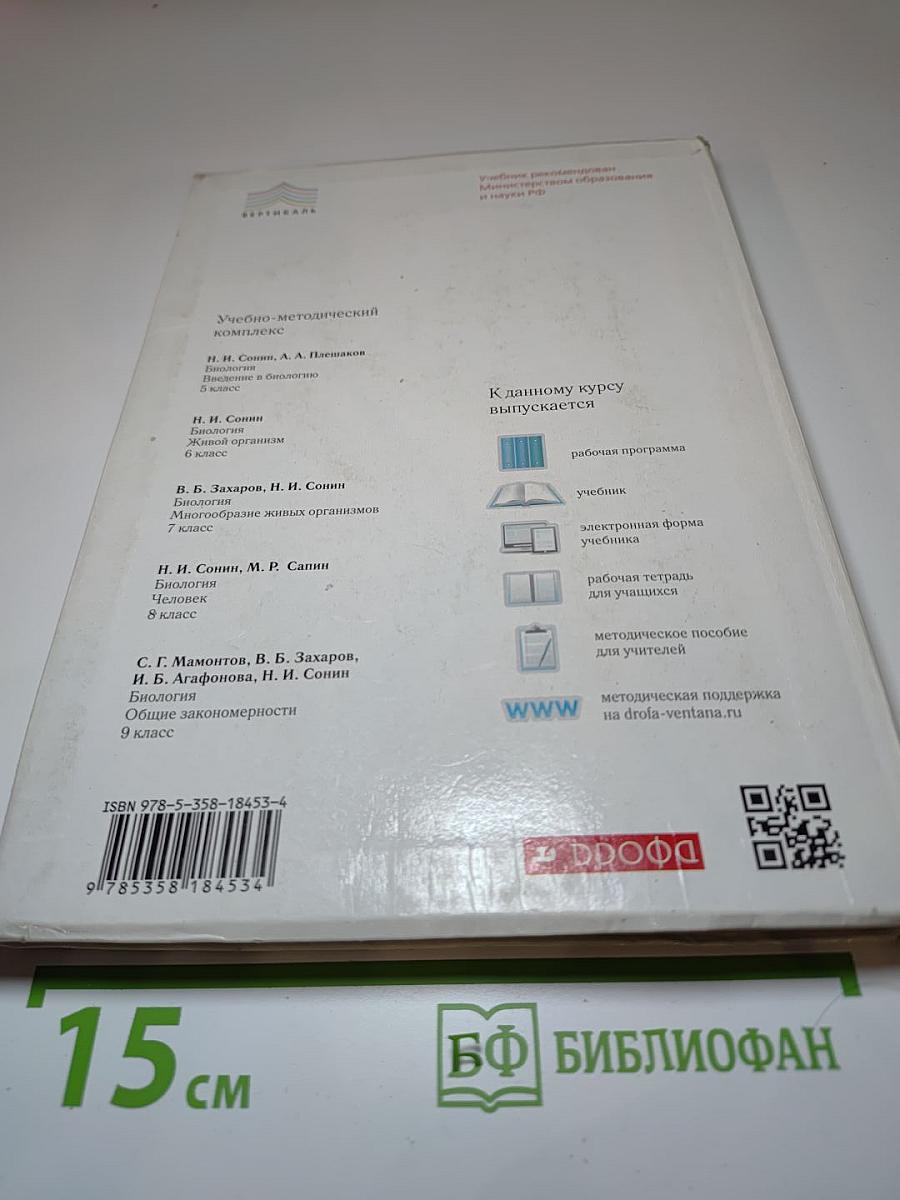 ВЕРТИКАЛЬ
Учебник рекомендован
Министерством образования
и науки РФ
Учебно-методический
комплекс
Н. И. Сонин, А. А. Плешаков
Биология
Введение в биологию
5 класс
Н. И. Сонин
Биология
Живой организм
6 класс
В. Б. Захаров, Н. И. Сонин
Биология
Многообразие живых организмов
7 класс
Н. И. Сонин, М. Р. Сапин
Биология
Человек
8 класс
С. Г. Мамонтов, В. Б. Захаров,
И. Б. Агафонова, Н. И. Сонин
Биология
Общие закономерности
9 класс
К данному курсу
выпускается
рабочая программа
учебник
электронная форма
учебника
рабочая тетрадь
для учащихся
методическое пособие
для учителей
www
методическая поддержка
на drofa-ventana.ru
ISBN 978-5-358-18453-4
9 785358 184534
ДРОФА
15 см
БФ БИБЛИОФАН